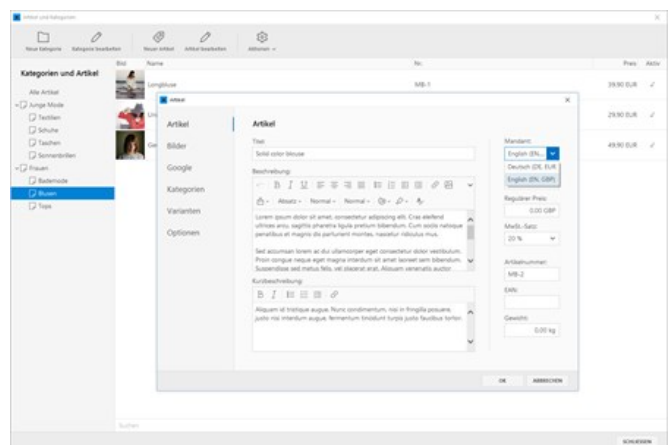 Artikel und Kategorien
Neue Kategorie Kategorie bearbeiten Neuer Artikel Artikel bearbeiten Aktionen
Kategorien und Artikel
Alle Artikel
Junge Mode
Textilien
Schuhe
Taschen
Sonnenbrillen
Frauen
Bademode
Blusen
Tops
Bild Name Nr. Preis Aktiv
Longbluse MB-1 39,90 EUR
29,90 EUR
49,90 EUR
Artikel
Artikel
Bilder
Google
Kategorien
Varianten
Optionen
Artikel
Titel:
Solid color blouse
Beschreibung:
Absatz Normal Normal
Lorem ipsum dolor sit amet, consectetur adipiscing elit. Cras eleifend
ultrices arcu, sagittis pharetra ligula pretium bibendum. Cum sociis natoque
penatibus et magnis dis parturient montes, nascetur ridiculus mus.
Sed accumsan lorem ac dui ullamcorper eget consectetur dolor vestibulum.
Proin congue neque eget magna interdum sit amet laoreet sem bibendum.
Suspendisse sed metus felis, vel placerat erat. Aliquam venenatis auctor
Kurzbeschreibung:
Aliquam id tristique augue. Nunc condimentum, nisi in fringilla posuere,
justo nisi interdum augue, fermentum tincidunt turpis justo faucibus tortor.
Mandant:
English (EN,...
Deutsch (DE, EUR
English (EN, GBP)
Regulärer Preis:
0,00 GBP
MwSt.-Satz:
20 %
Artikelnummer:
MB-2
EAN:
Gewicht:
0,00 kg
OK ABBRECHEN
Suchen
SCHLIESSEN